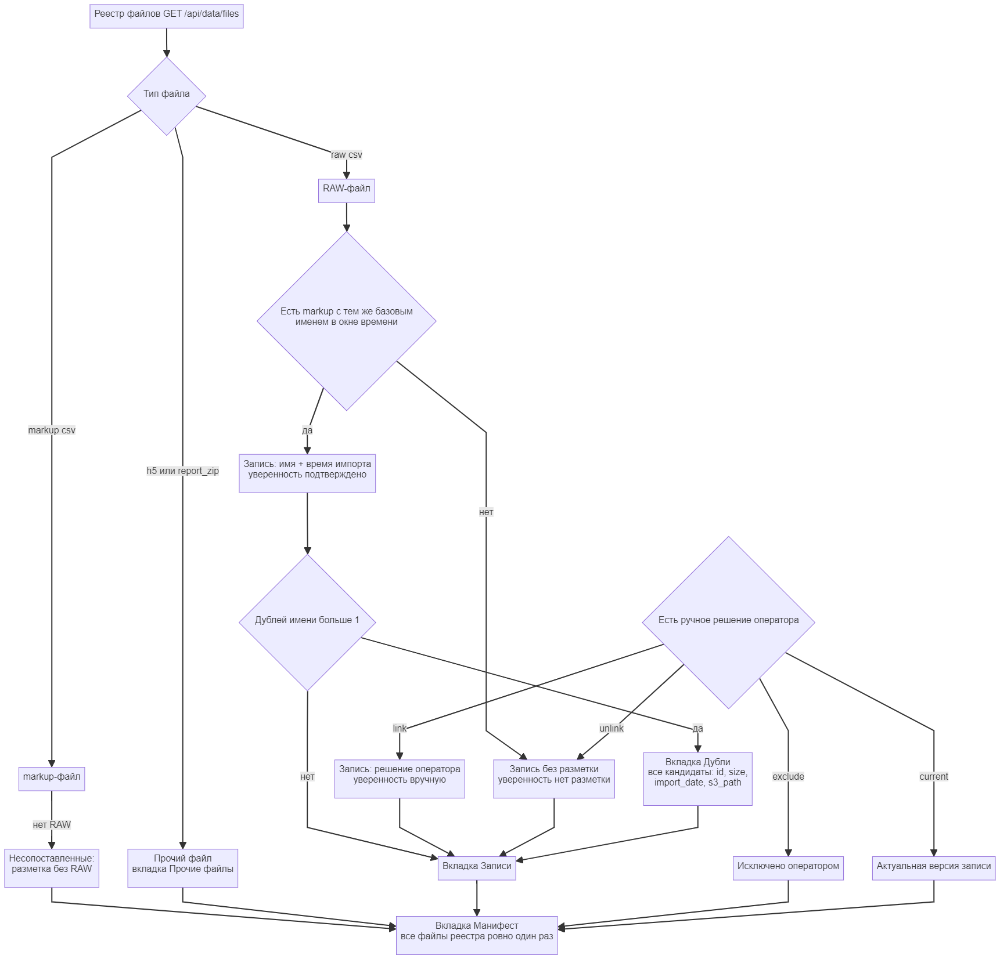 Реестр файлов GET /api/data/files
Тип файла
raw csv
RAW-файл
Есть markup с тем же базовым
именем в окне времени
markup csv
да
h5 или report_zip
Запись: имя + время импорта
уверенность подтверждено
нет
Дублей имени больше 1
Есть ручное решение оператора
link
unlink
да
markup-файл
нет
Запись: решение оператора
уверенность вручную
Запись без разметки
уверенность нет разметки
Вкладка Дубли
все кандидаты: id, size,
import_date, s3_path
exclude
current
нет RAW
Несопоставленные:
разметка без RAW
Прочий файл
вкладка Прочие файлы
Вкладка Записи
Исключено оператором
Актуальная версия записи
Вкладка Манифест
все файлы реестра ровно один раз